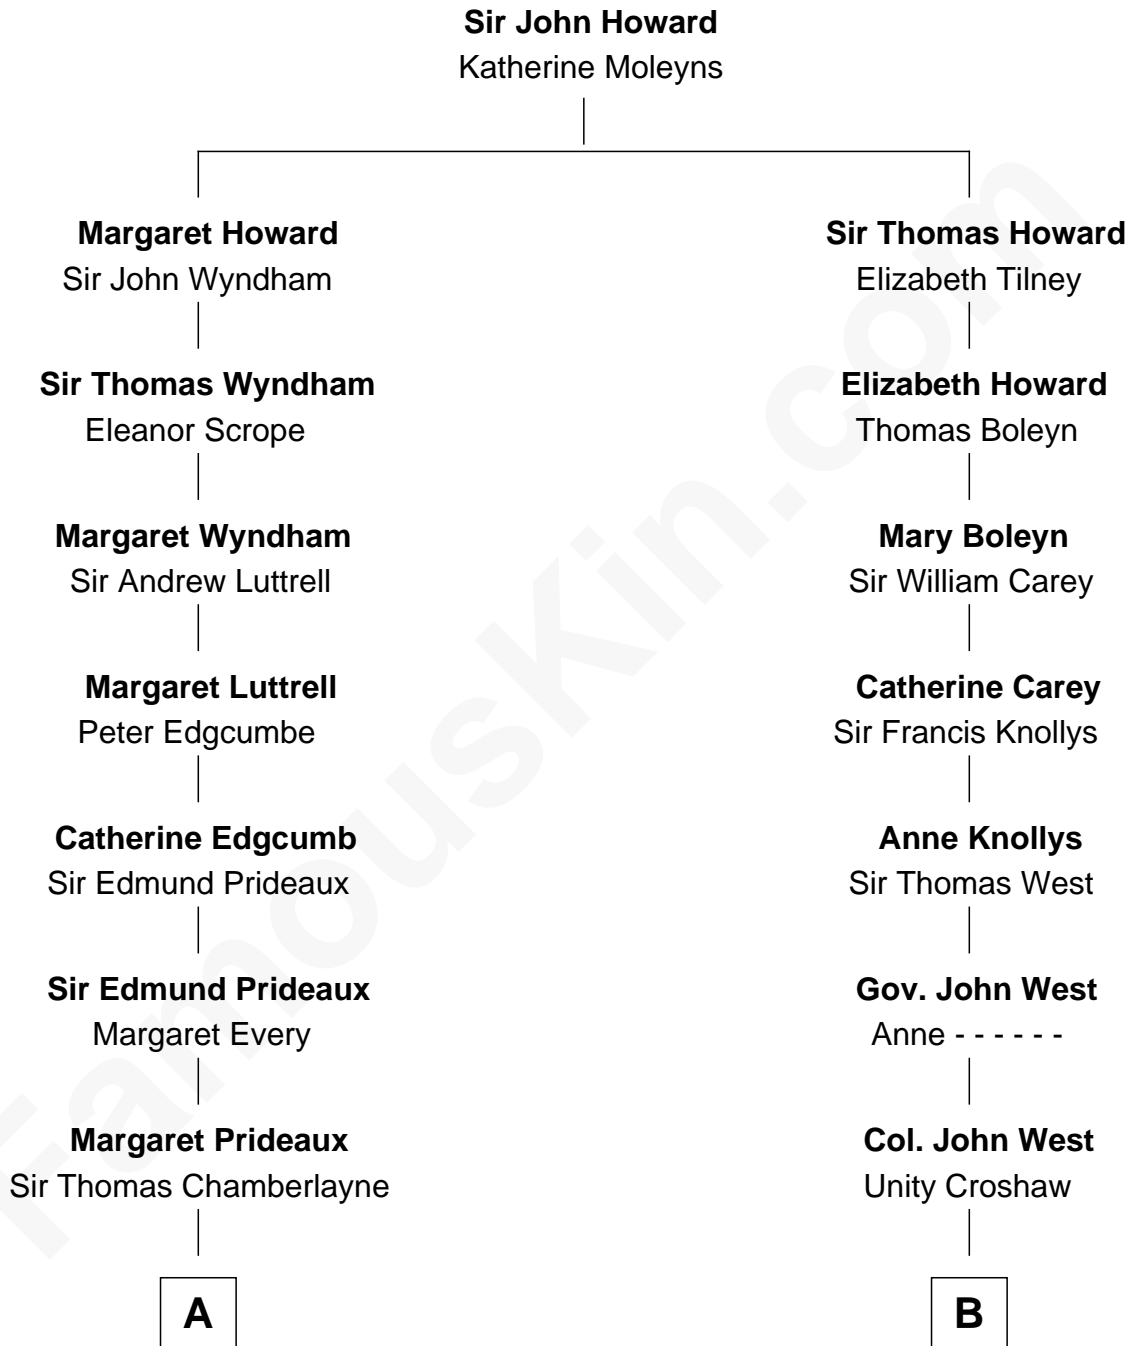 Sir John Howard
Katherine Moleyns
Margaret Howard
Sir John Wyndham
Sir Thomas Wyndham
Eleanor Scrope
Margaret Wyndham
Sir Andrew Luttrell
Margaret Luttrell
Peter Edgcumbe
Catherine Edgcumb
Sir Edmund Prideaux
Sir Edmund Prideaux
Margaret Every
Margaret Prideaux
Sir Thomas Chamberlayne
A
Sir Thomas Howard
Elizabeth Tilney
Elizabeth Howard
Thomas Boleyn
Mary Boleyn
Sir William Carey
Catherine Carey
Sir Francis Knollys
Anne Knollys
Sir Thomas West
Gov. John West
Anne - - - - - -
Col. John West
Unity Croshaw
B
FamousKin.com